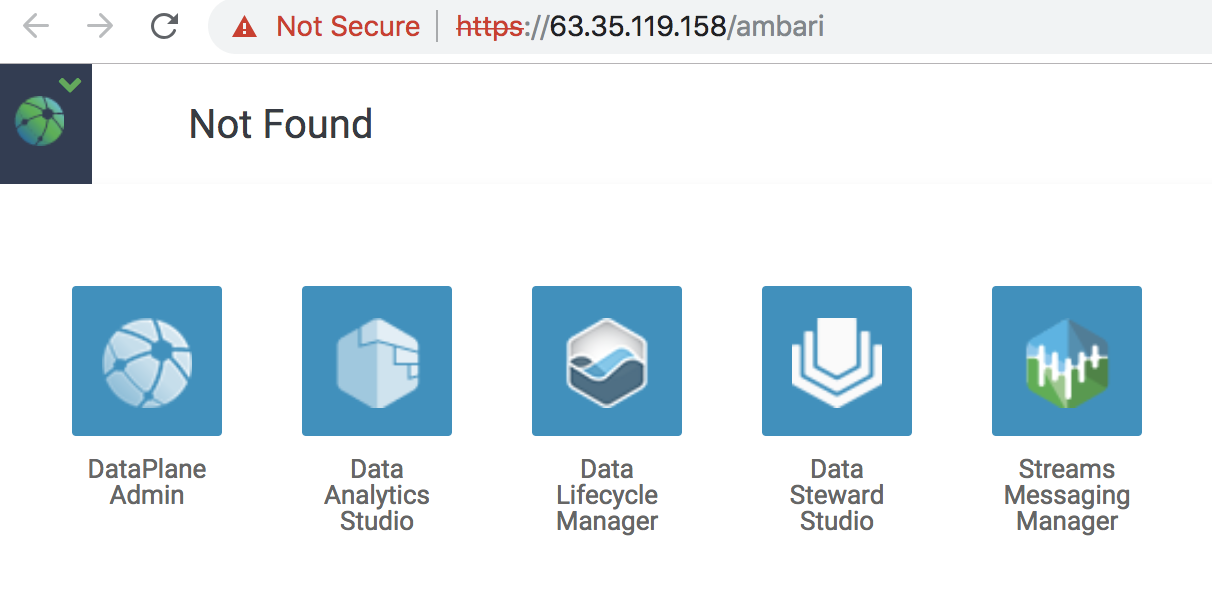 Not Secure https://63.35.119.158/ambari
Not Found
DataPlane
Admin
Data
Analytics
Studio
Data
Lifecycle
Manager
Data
Steward
Studio
Streams
Messaging
Manager